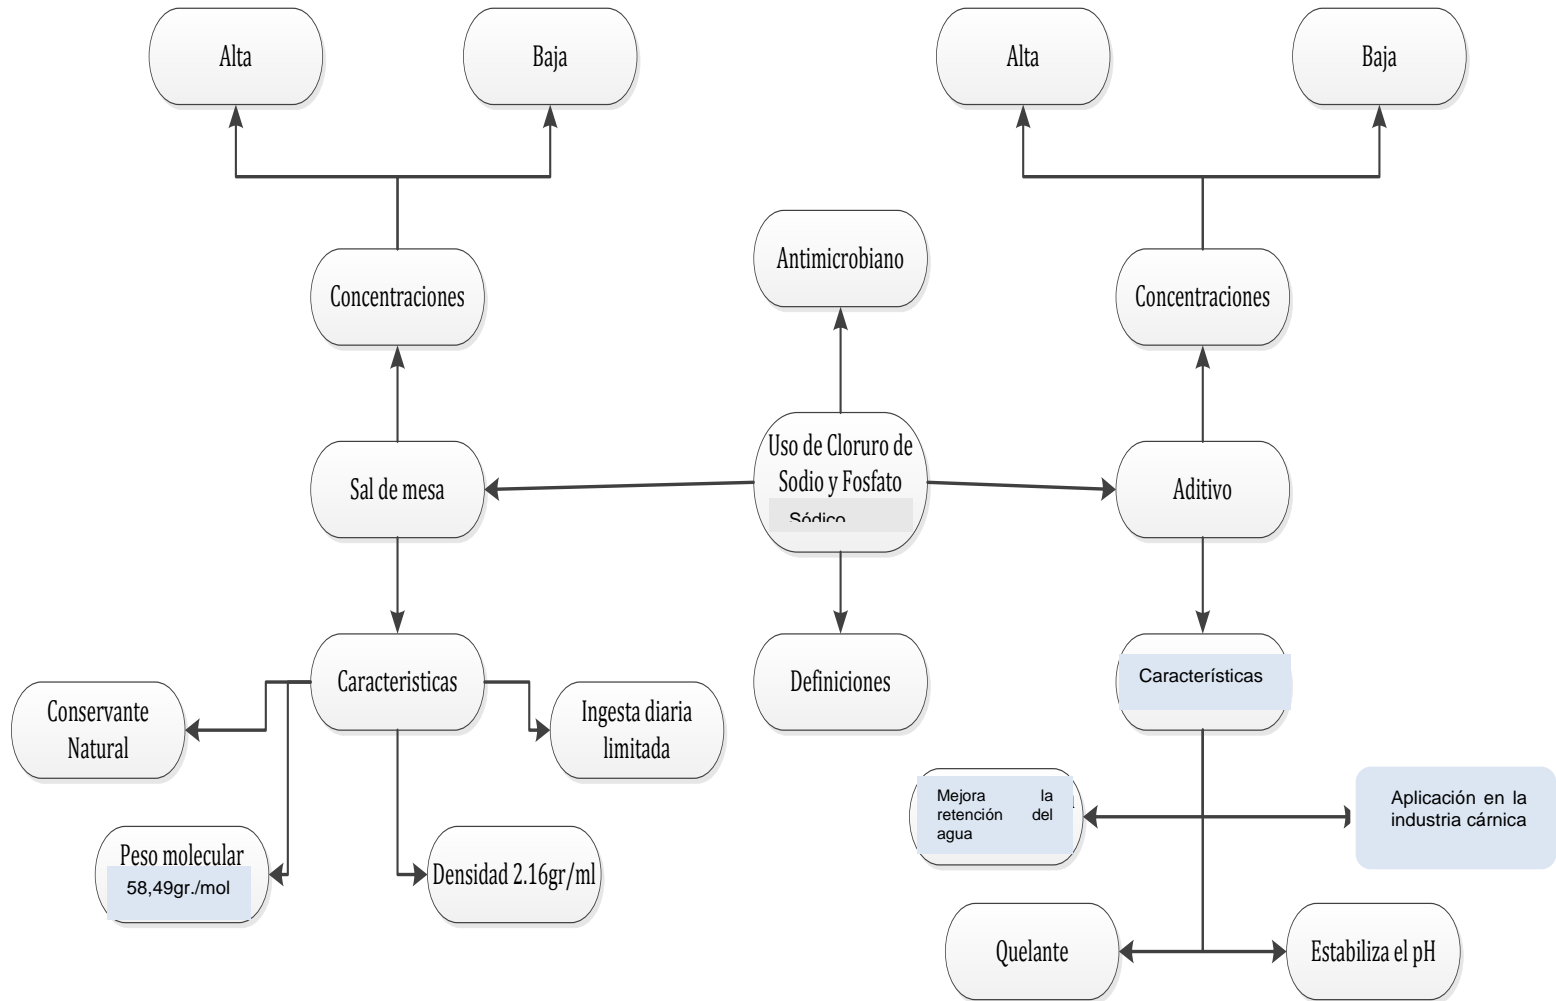 Alta
Baja
Alta
Baja
Antimicrobiano
Concentraciones
Concentraciones
Uso de Cloruro de
Sodio y Fosfato
Sódico
Sal de mesa
Aditivo
Caracteristicas
Definiciones
Características
Conservante
Natural
Ingesta diaria
limitada
Mejora la
retención del
agua
Aplicación en la
industria cárnica
Peso molecular
58,49gr./mol
Densidad 2.16gr/ml
Quelante
Estabiliza el pH